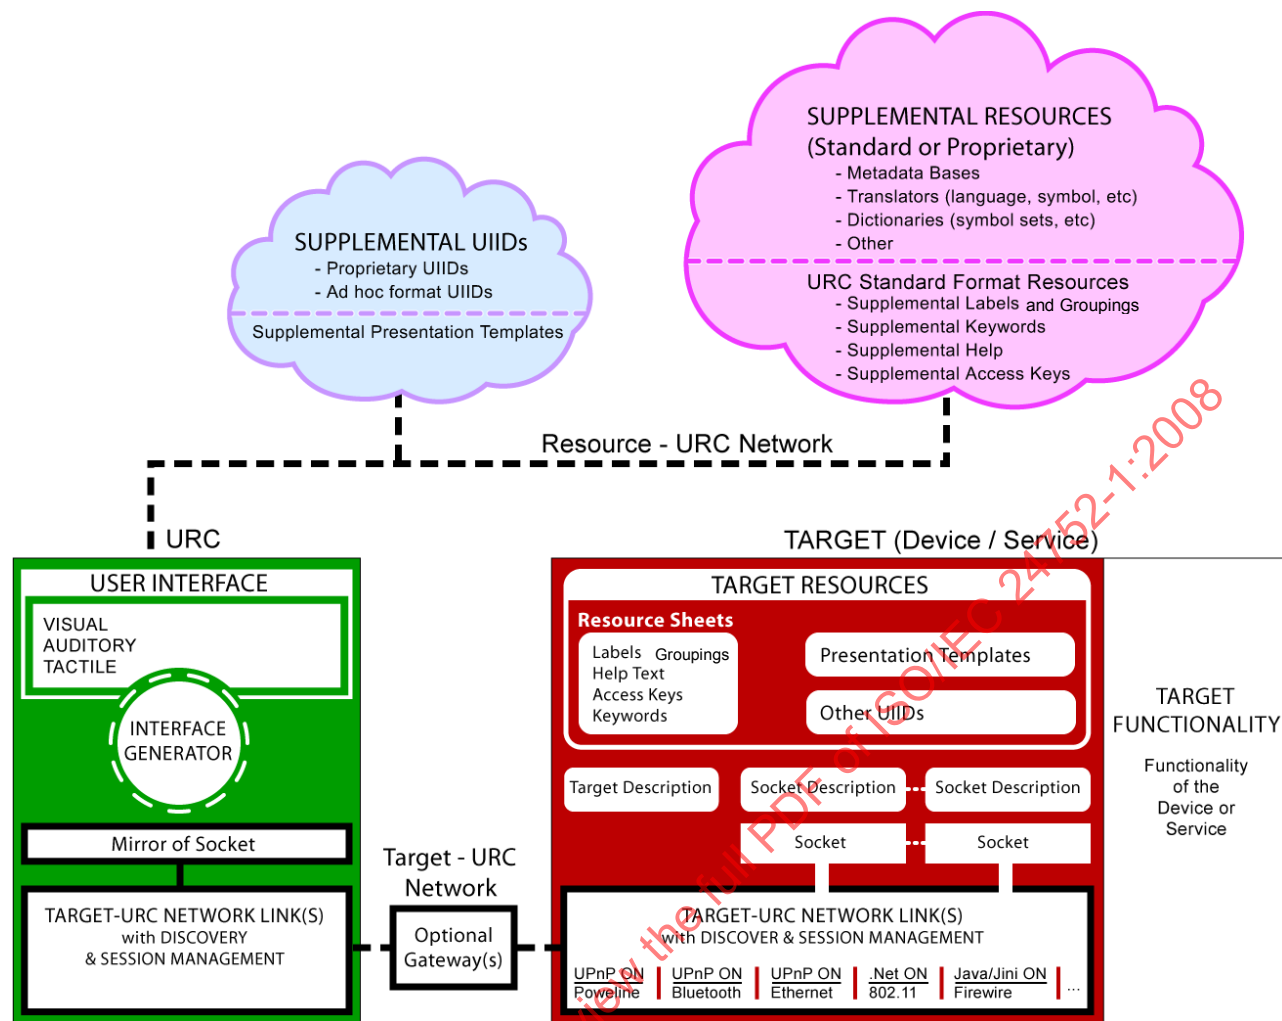 SUPPLEMENTAL RESOURCES
(Standard or Proprietary)
- Metadata Bases
- Translators (language, symbol, etc)
- Dictionaries (symbol sets, etc)
- Other
URC Standard Format Resources
- Supplemental Labels and Groupings
- Supplemental Keywords
- Supplemental Help
- Supplemental Access Keys
SUPPLEMENTAL UIIDs
- Proprietary UIIDs
- Ad hoc format UIIDs
Supplemental Presentation Templates
Resource - URC Network
URC
USER INTERFACE
VISUAL
AUDITORY
TACTILE
INTERFACE
GENERATOR
Mirror of Socket
TARGET-URC NETWORK LINK(S)
with DISCOVERY
& SESSION MANAGEMENT
Target - URC
Network
Optional
Gateway(s)
TARGET (Device / Service)
TARGET RESOURCES
Resource Sheets
Labels Groupings
Help Text
Access Keys
Keywords
Presentation Templates
Other UIIDs
Target Description
Socket Description
Socket Description
Socket
Socket
TARGET-URC NETWORK LINK(S)
with DISCOVER & SESSION MANAGEMENT
UPnP ON
Poweline
UPnP ON
Bluetooth
UPnP ON
Ethernet
.Net ON
802.11
Java/Jini ON
Firewire
...
TARGET
FUNCTIONALITY
Functionality
of the
Device or
Service
view the full PDF of ISO/IEC 24752-1:2008